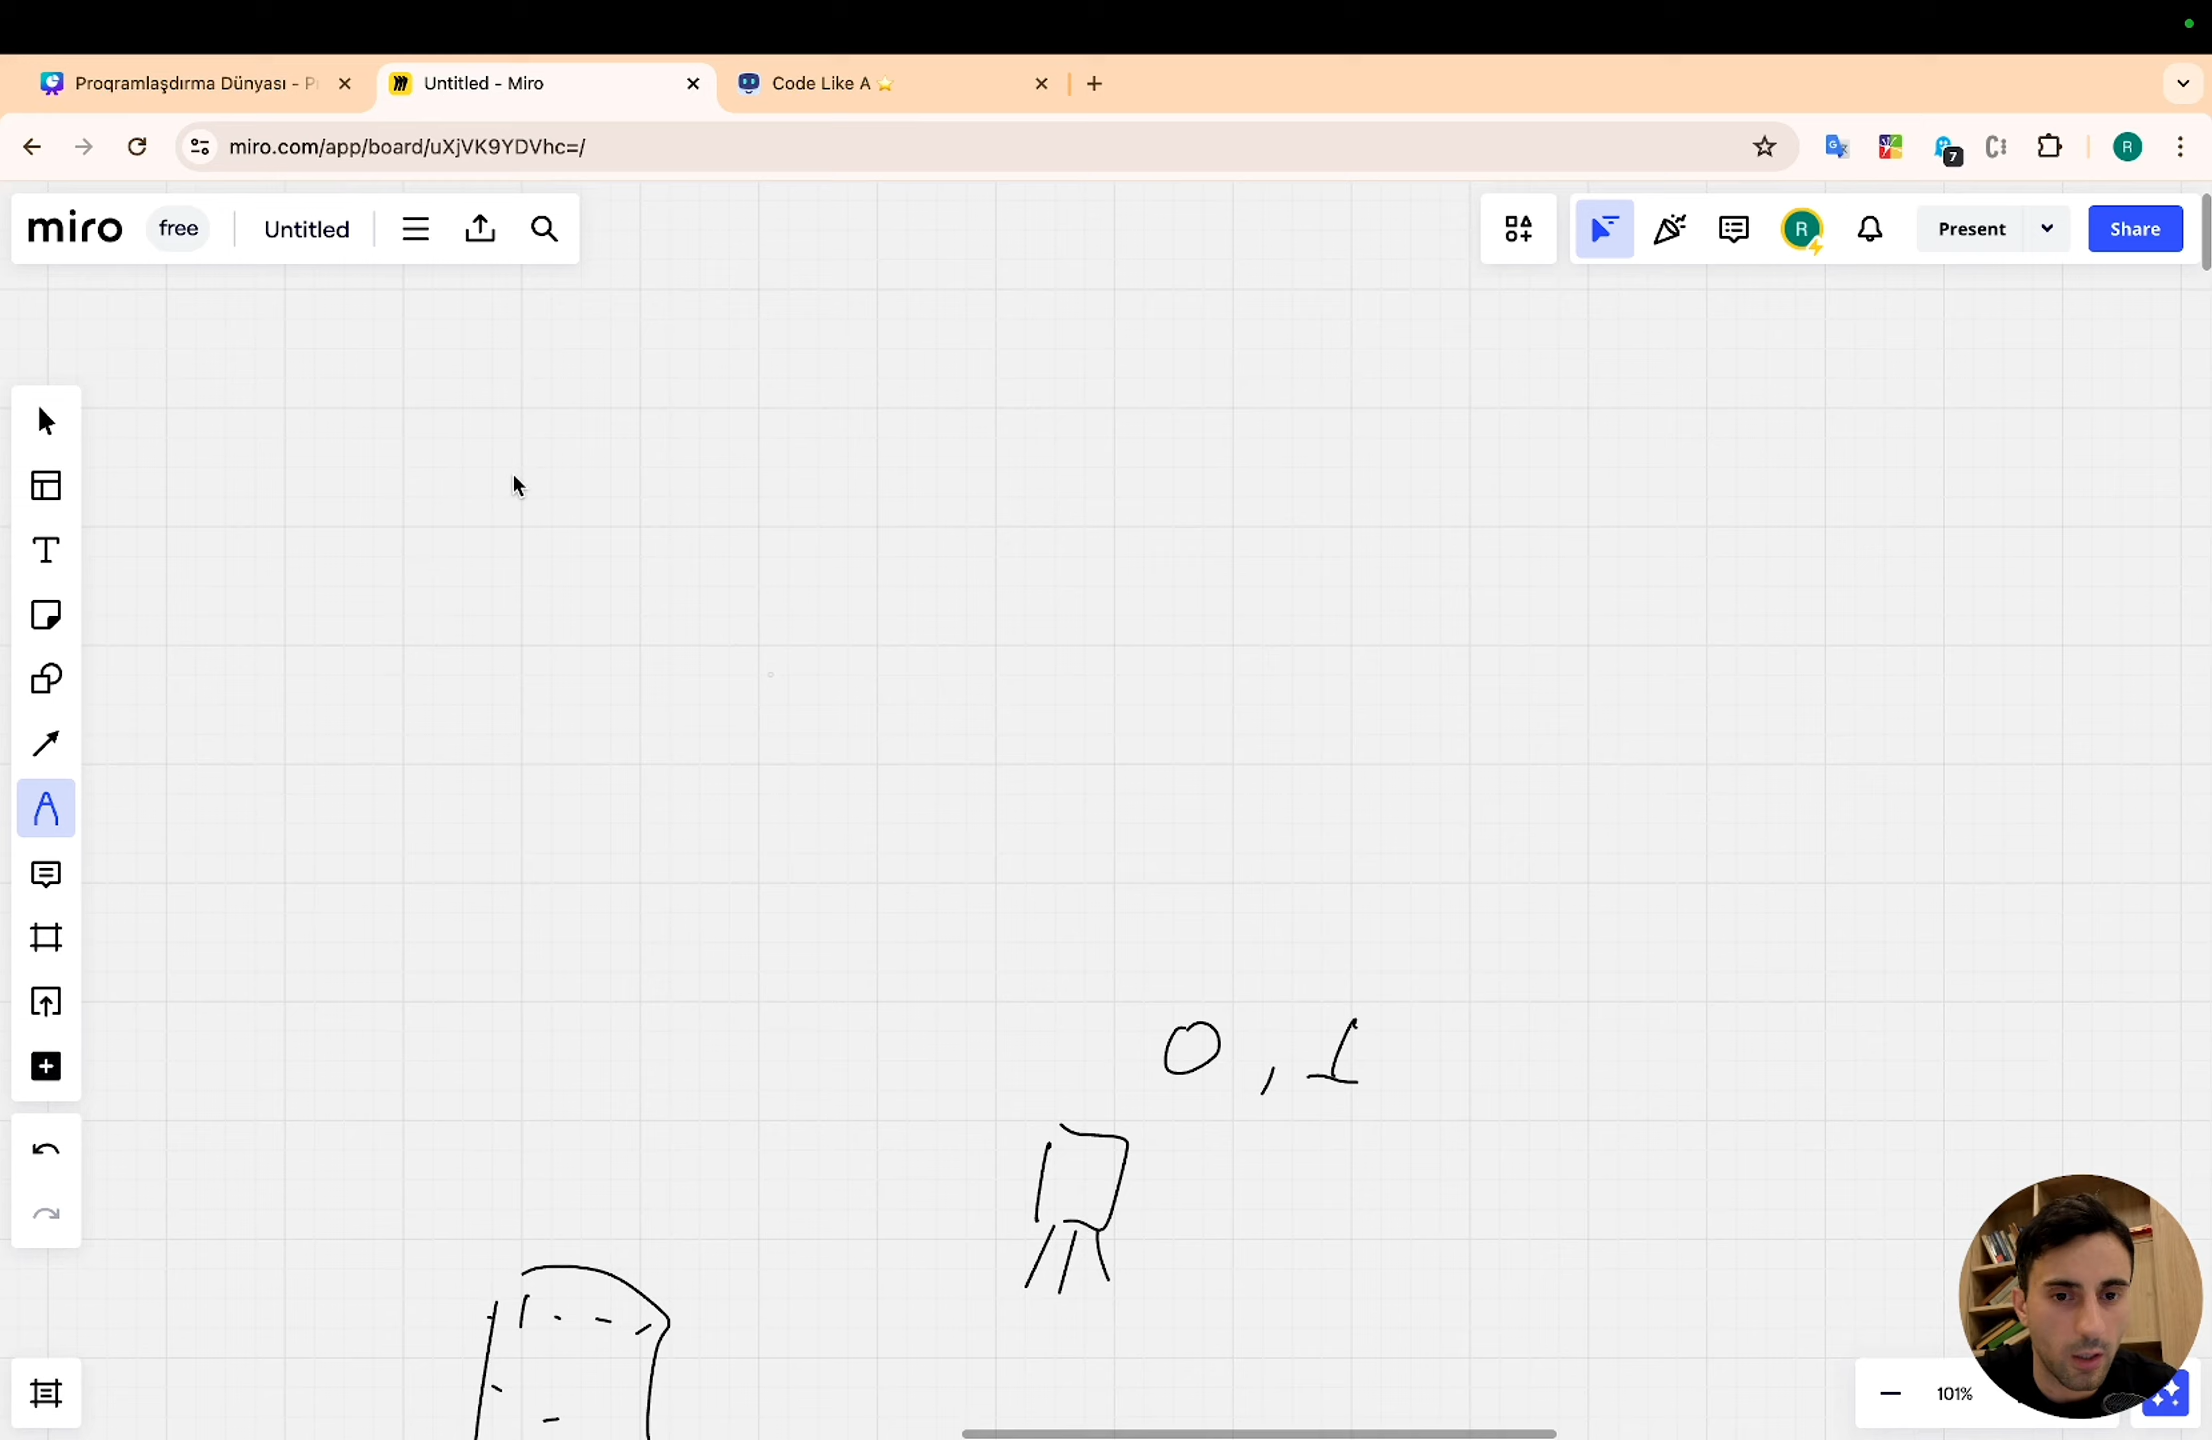 Proqramlaşdırma Dünyası - P
Untitled - Miro
Code Like A ⭐
miro.com/app/board/uXjVK9YDVhc=/
7
R
miro
free
Untitled
R
Present
Share
0 , 1
101%